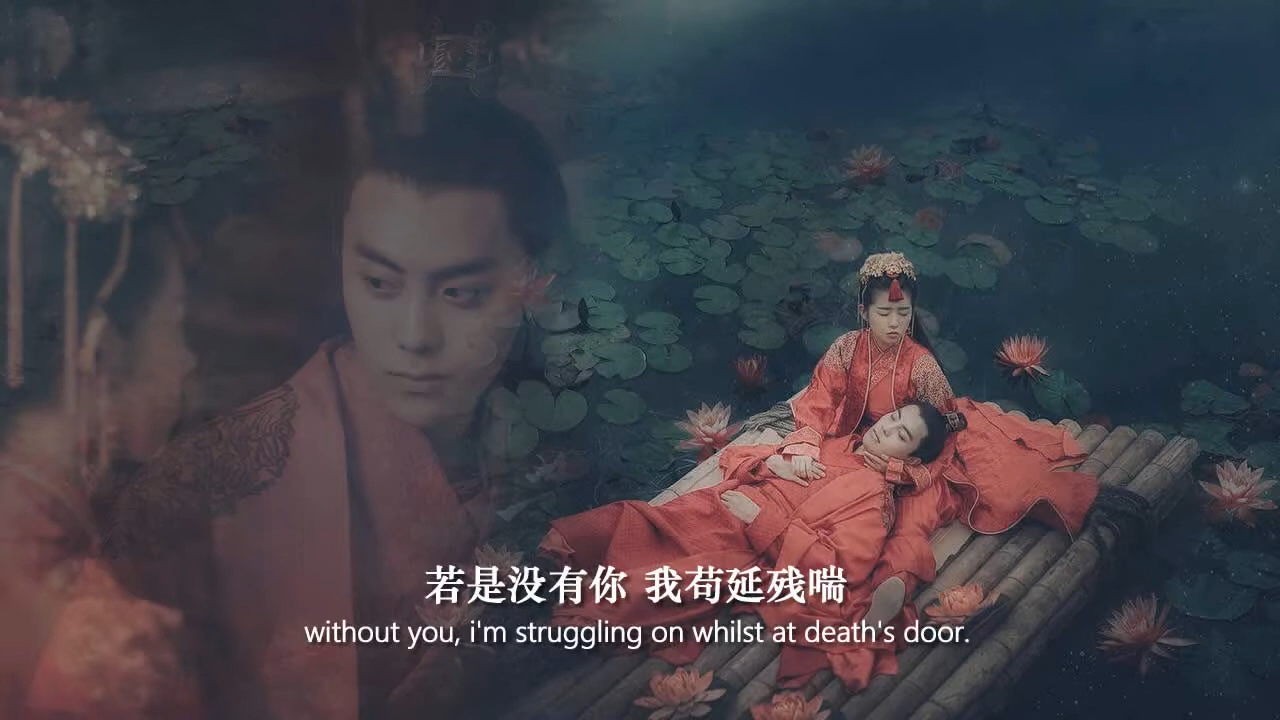 若是没有你 我苟延残喘
without you, i'm struggling on whilst at death's door.